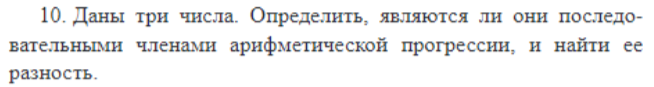 10. Даны три числа. Определить, являются ли они последо-
вательными членами арифметической прогрессии, и найти ее
разность.